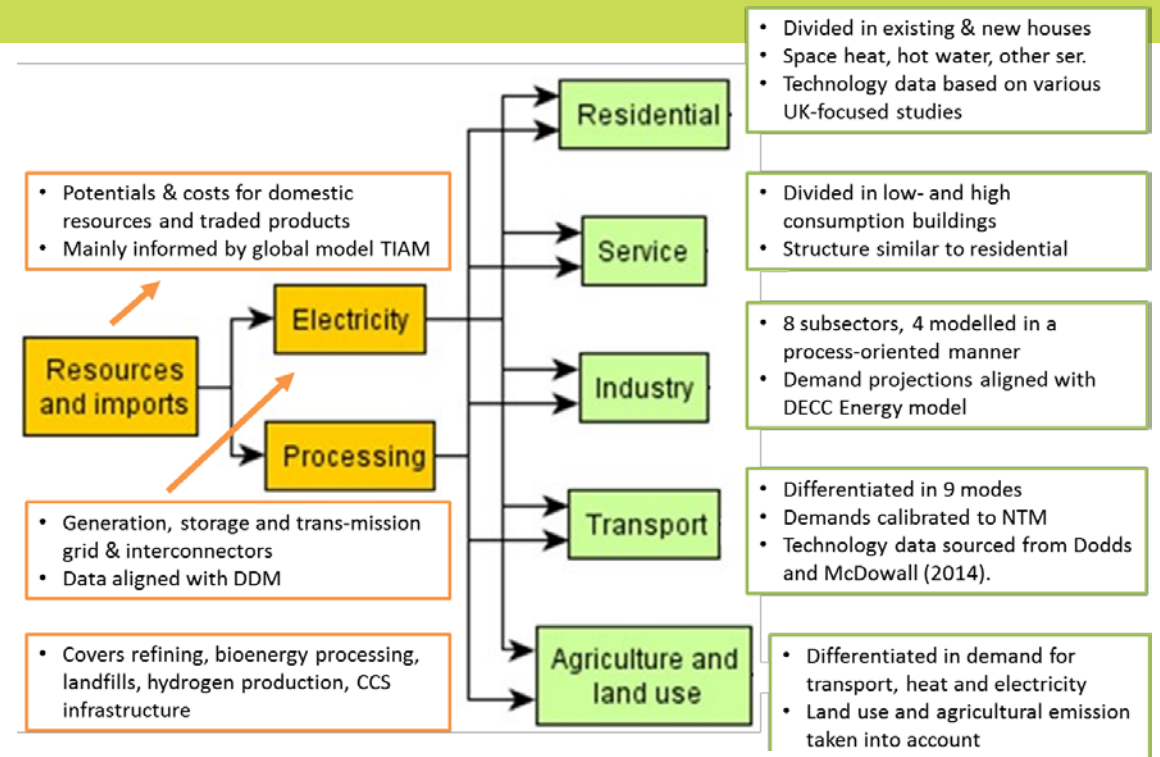 • Divided in existing & new houses
• Space heat, hot water, other ser.
• Technology data based on various
UK-focused studies
Residential
• Potentials & costs for domestic
resources and traded products
• Mainly informed by global model TIAM
• Divided in low- and high
consumption buildings
• Structure similar to residential
Service
Electricity
Resources
and imports
• 8 subsectors, 4 modelled in a
process-oriented manner
• Demand projections aligned with
DECC Energy model
Industry
Processing
• Generation, storage and trans-mission
grid & interconnectors
• Data aligned with DDM
Transport
• Differentiated in 9 modes
• Demands calibrated to NTM
• Technology data sourced from Dodds
and McDowall (2014).
• Covers refining, bioenergy processing,
landfills, hydrogen production, CCS
infrastructure
Agriculture and
land use
• Differentiated in demand for
transport, heat and electricity
• Land use and agricultural emission
taken into account